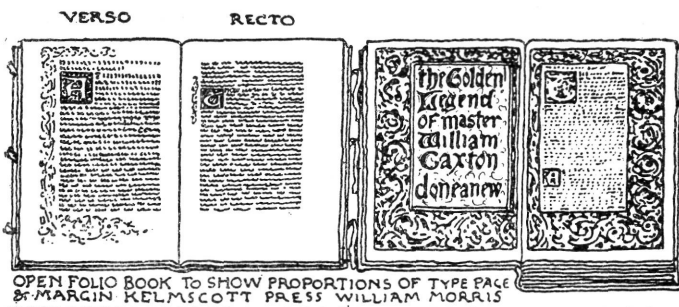 VERSO RECTO
the Golden
Legend
of master
William
Caxton
done anew.
OPEN FOLIO BOOK TO SHOW PROPORTIONS OF TYPE PAGE
& MARGIN. KELMSCOTT PRESS WILLIAM MORRIS